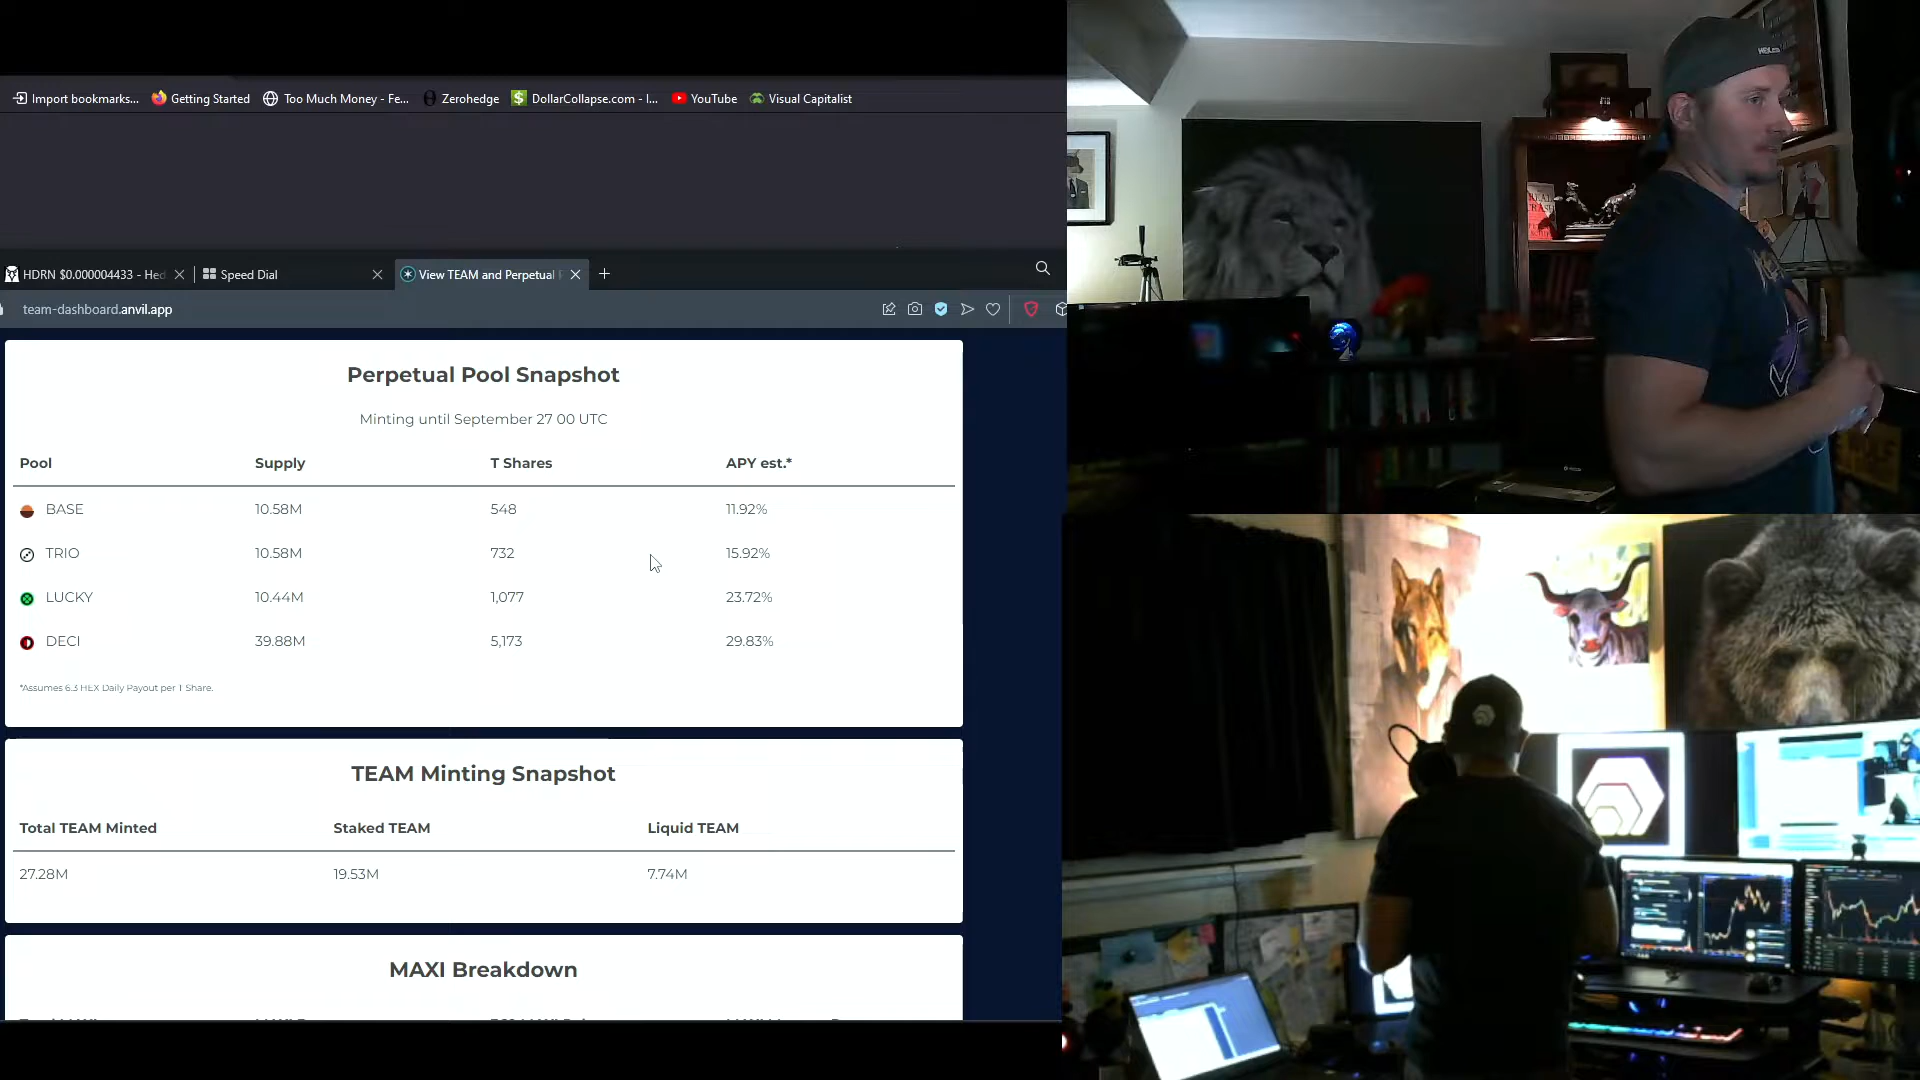 Import bookmarks... Getting Started Too Much Money - Fe... Zerohedge DollarCollapse.com - I... YouTube Visual Capitalist
HDRN $0.000004433 - Hed Speed Dial View TEAM and Perpetual
team-dashboard.anvil.app
Perpetual Pool Snapshot
Minting until September 27 00 UTC
Pool Supply T Shares APY est.*
BASE 10.58M 548 11.92%
TRIO 10.58M 732 15.92%
LUCKY 10.44M 1,077 23.72%
DECI 39.88M 5,173 29.83%
*Assumes 6.3 HEX Daily Payout per T Share.
TEAM Minting Snapshot
Total TEAM Minted Staked TEAM Liquid TEAM
27.28M 19.53M 7.74M
MAXI Breakdown